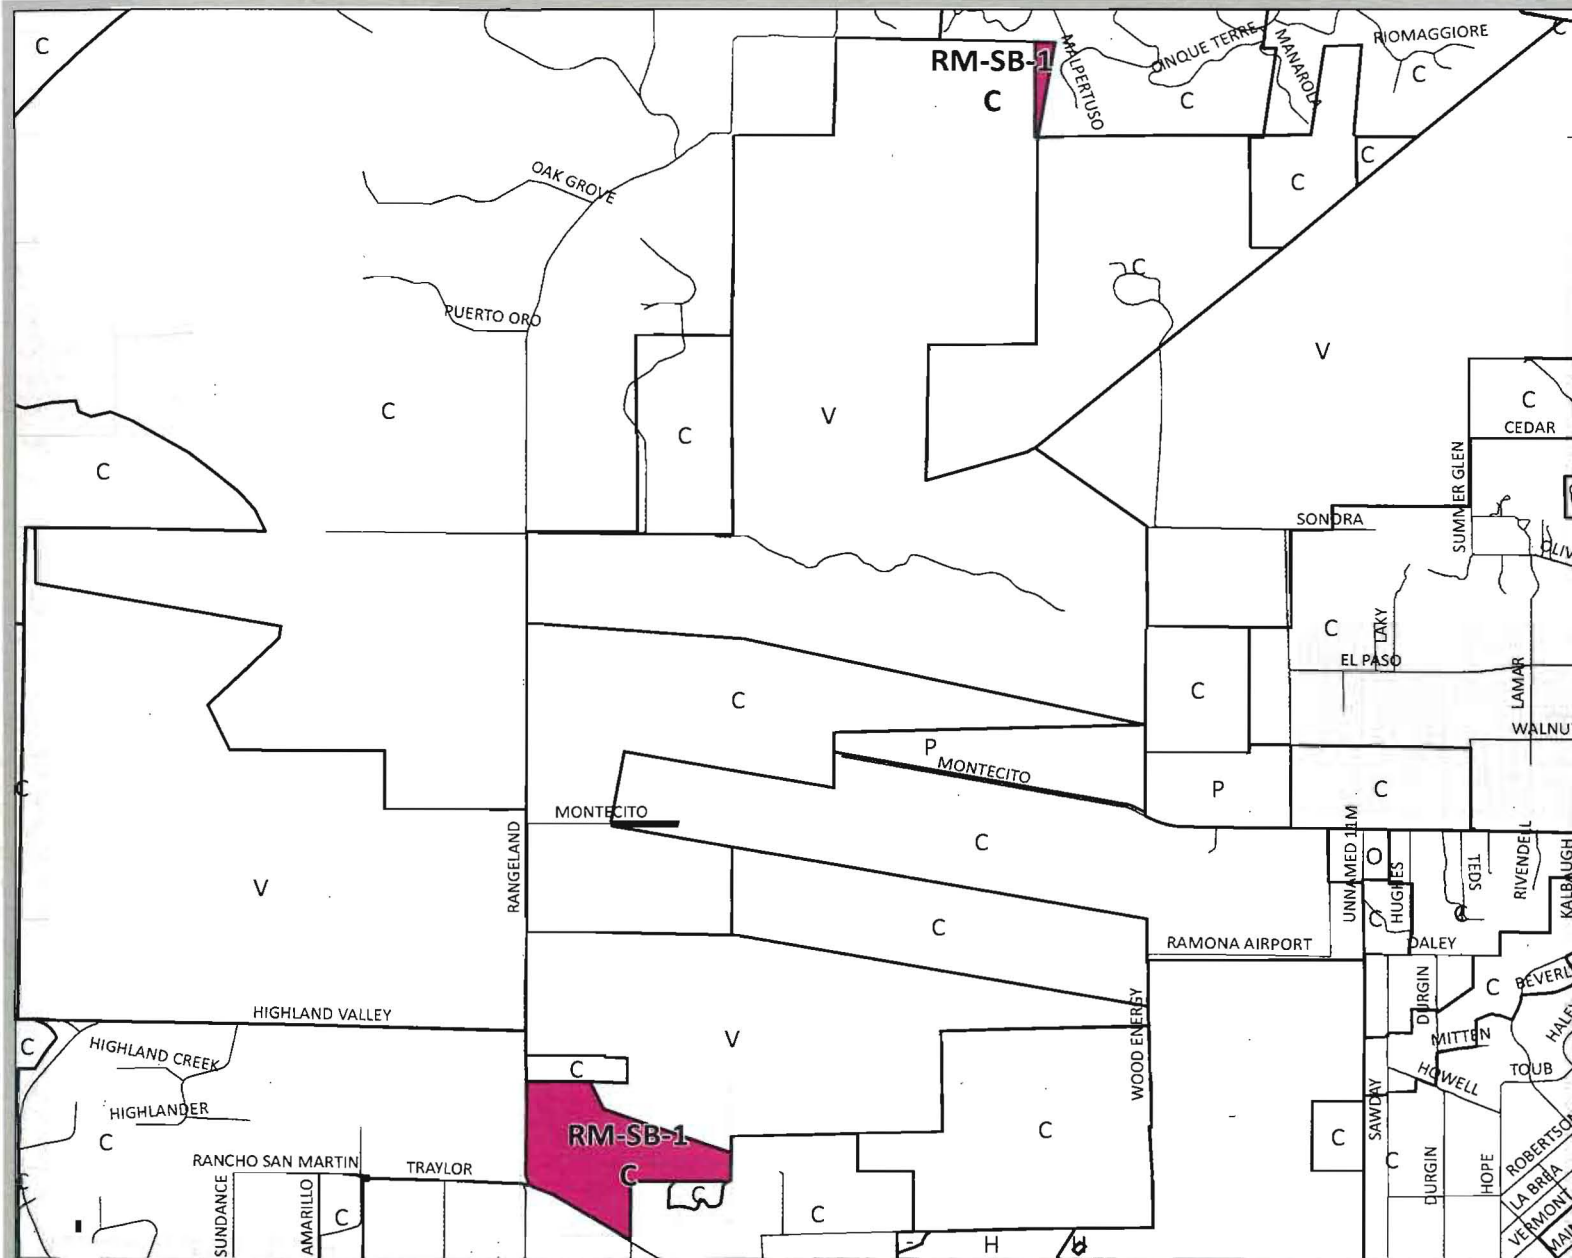 C
RM-SB-1
C
MALPERTUSO
CINQUE TERRE
MANAROLA
RIOMAGGIORE
C
C
C
C
C
OAK GROVE
C
PUERTO ORO
V
C
V
C
C
CEDAR
C
SUMMER GLEN
SONORA
C
LAKY
EL PASO
LAMAR
C
C
P
MONTECITO
P
C
C
MONTECITO
C
RANGELAND
V
C
UNNAMED 11M
O
HUGHES
C
TEDS
RIVENDELL
KALBAUGH
RAMONA AIRPORT
DALEY
HIGHLAND VALLEY
V
WOOD ENERGY
DURGIN
C
MITTEN
HOWELL
TOUB
C
HIGHLAND CREEK
HIGHLANDER
C
C
RM-SB-1
C
C
C
C
SAWDAY
C
RANCHO SAN MARTIN
TRAYLOR
SUNDANCE
AMARILLO
C
C
H
DURGIN
HOPE
ROBERTSON
LA BREA
VERMONT